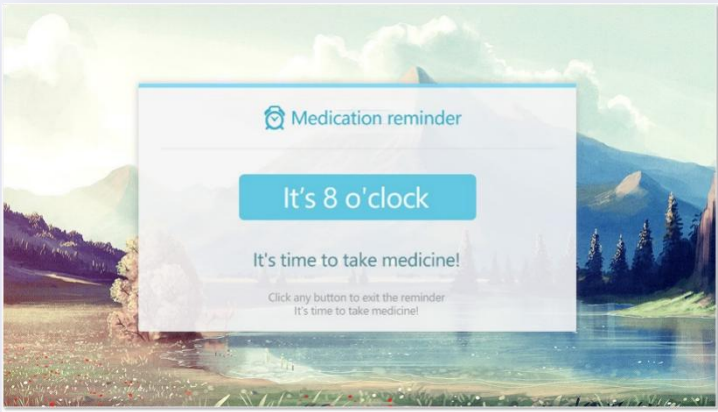 Medication reminder
It's 8 o'clock
It's time to take medicine!
Click any button to exit the reminder
It's time to take medicine!